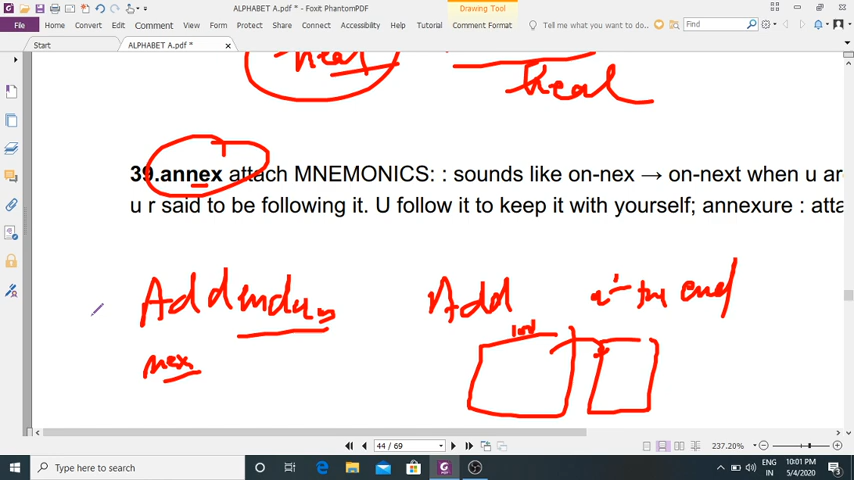 ALPHABET A.pdf * - Foxit PhantomPDF
Drawing Tool
File Home Edit Comment View Form Protect Share Connect Accessibility Help Tutorial Comment Format Tell me what you want to do... Find
Start ALPHABET A.pdf *
heal
heal
39.annex attach MNEMONICS: : sounds like on-nex → on-next when u ar
u r said to be following it. U follow it to keep it with yourself; annexure : atta
Addendum Add the end
nex
44 / 69 237.20%
Type here to search
ENG
IN
10:01 PM
5/4/2020
3